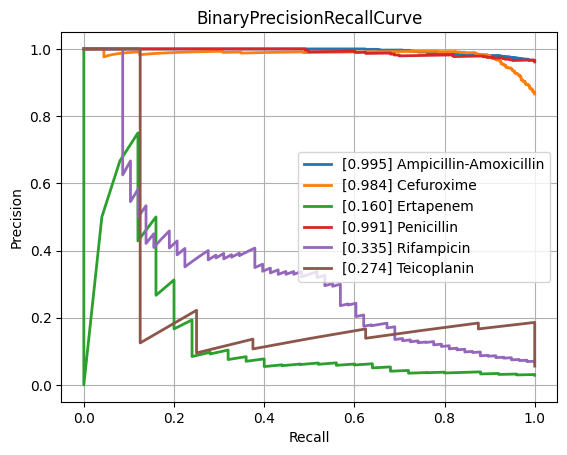 BinaryPrecisionRecallCurve
1.0
0.8
0.6
0.4
0.2
0.0
Precision
[0.995] Ampicillin-Amoxicillin
[0.984] Cefuroxime
[0.160] Ertapenem
[0.991] Penicillin
[0.335] Rifampicin
[0.274] Teicoplanin
0.0 0.2 0.4 0.6 0.8 1.0
Recall